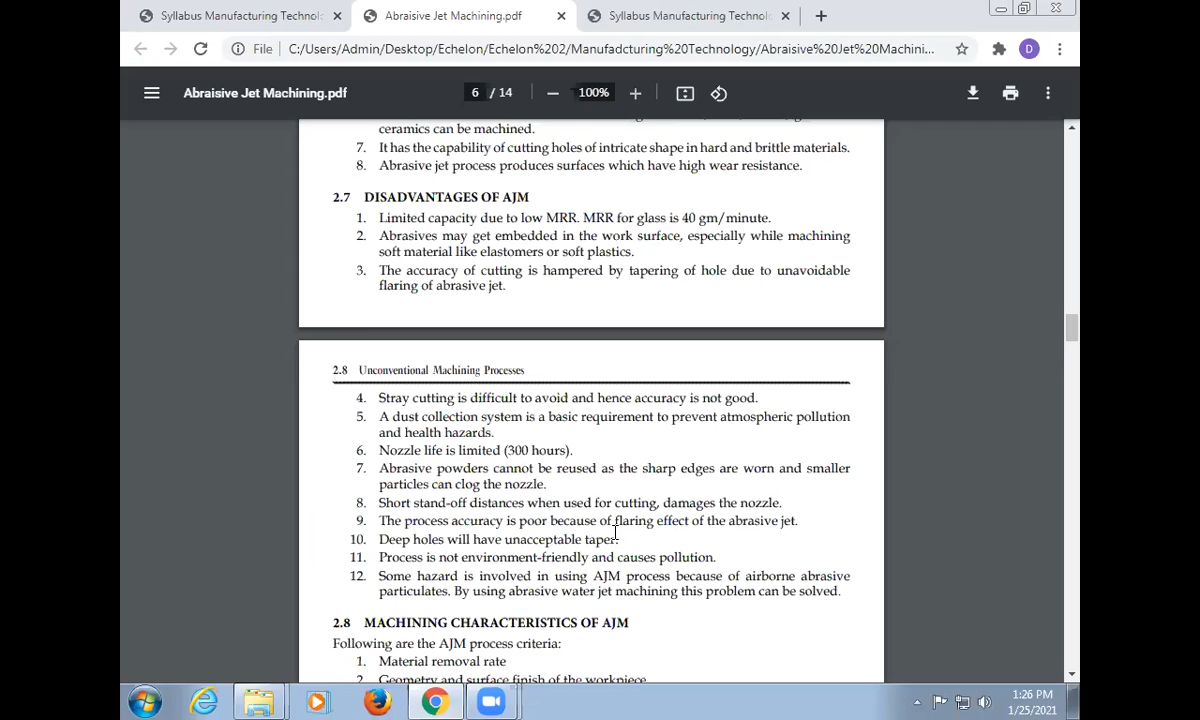 Syllabus Manufacturing Technol
Abraisive Jet Machining.pdf
Syllabus Manufacturing Technol
File
C:/Users/Admin/Desktop/Echelon/Echelon%202/Manufadcturing%20Technology/Abraisive%20Jet%20Machini...
D
Abraisive Jet Machining.pdf
6 / 14
100%
ceramics can be machined.
7. It has the capability of cutting holes of intricate shape in hard and brittle materials.
8. Abrasive jet process produces surfaces which have high wear resistance.
2.7 DISADVANTAGES OF AJM
1. Limited capacity due to low MRR. MRR for glass is 40 gm/minute.
2. Abrasives may get embedded in the work surface, especially while machining
soft material like elastomers or soft plastics.
3. The accuracy of cutting is hampered by tapering of hole due to unavoidable
flaring of abrasive jet.
2.8 Unconventional Machining Processes
4. Stray cutting is difficult to avoid and hence accuracy is not good.
5. A dust collection system is a basic requirement to prevent atmospheric pollution
and health hazards.
6. Nozzle life is limited (300 hours).
7. Abrasive powders cannot be reused as the sharp edges are worn and smaller
particles can clog the nozzle.
8. Short stand-off distances when used for cutting, damages the nozzle.
9. The process accuracy is poor because of flaring effect of the abrasive jet.
10. Deep holes will have unacceptable taper.
11. Process is not environment-friendly and causes pollution.
12. Some hazard is involved in using AJM process because of airborne abrasive
particulates. By using abrasive water jet machining this problem can be solved.
2.8 MACHINING CHARACTERISTICS OF AJM
Following are the AJM process criteria:
1. Material removal rate
2. Geometry and surface finish of the workpiece
1:26 PM
1/25/2021